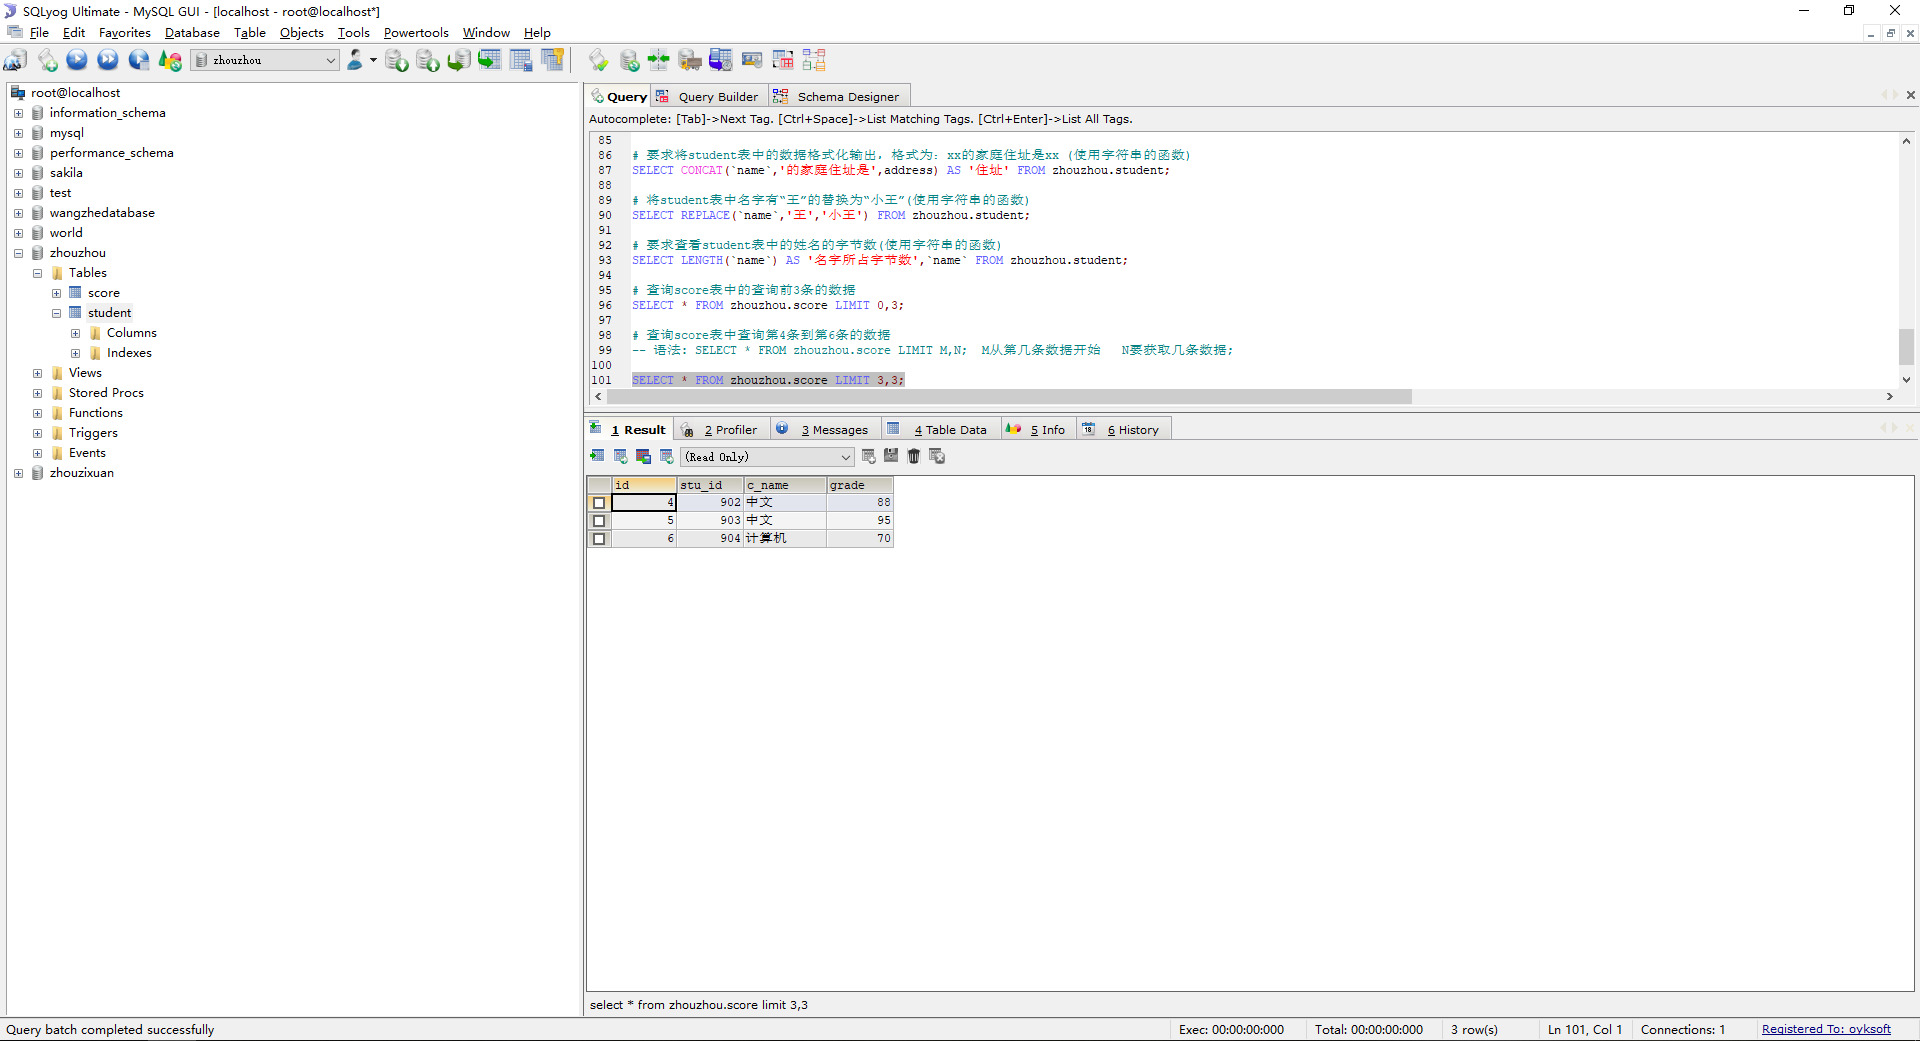 SQLyog Ultimate - MySQL GUI - [localhost - root@localhost*]
File Edit Favorites Database Table Objects Tools Powertools Window Help
zhouzhou
root@localhost
information_schema
mysql
performance_schema
sakila
test
wangzhedatabase
world
zhouzhou
Tables
score
student
Columns
Indexes
Views
Stored Procs
Functions
Triggers
Events
zhouzixuan
Query Query Builder Schema Designer
Autocomplete: [Tab]->Next Tag. [Ctrl+Space]->List Matching Tags. [Ctrl+Enter]->List All Tags.
85
86 # 要求将student表中的数据格式化输出，格式为：xx的家庭住址是xx (使用字符串的函数)
87 SELECT CONCAT(`name`,'的家庭住址是',address) AS '住址' FROM zhouzhou.student;
88
89 # 将student表中名字有“王”的替换为“小王”(使用字符串的函数)
90 SELECT REPLACE(`name`,'王','小王') FROM zhouzhou.student;
91
92 # 要求查看student表中的姓名的字节数(使用字符串的函数)
93 SELECT LENGTH(`name`) AS '名字所占字节数',`name` FROM zhouzhou.student;
94
95 # 查询score表中的查询前3条的数据
96 SELECT * FROM zhouzhou.score LIMIT 0,3;
97
98 # 查询score表中查询第4条到第6条的数据
99 -- 语法: SELECT * FROM zhouzhou.score LIMIT M,N; M从第几条数据开始 N要获取几条数据;
100
101 SELECT * FROM zhouzhou.score LIMIT 3,3;
1 Result 2 Profiler 3 Messages 4 Table Data 5 Info 6 History
(Read Only)
id stu_id c_name grade
4 902 中文 88
5 903 中文 95
6 904 计算机 70
select * from zhouzhou.score limit 3,3
Query batch completed successfully Exec: 00:00:00:000 Total: 00:00:00:000 3 row(s) Ln 101, Col 1 Connections: 1 Registered To: ovksoft